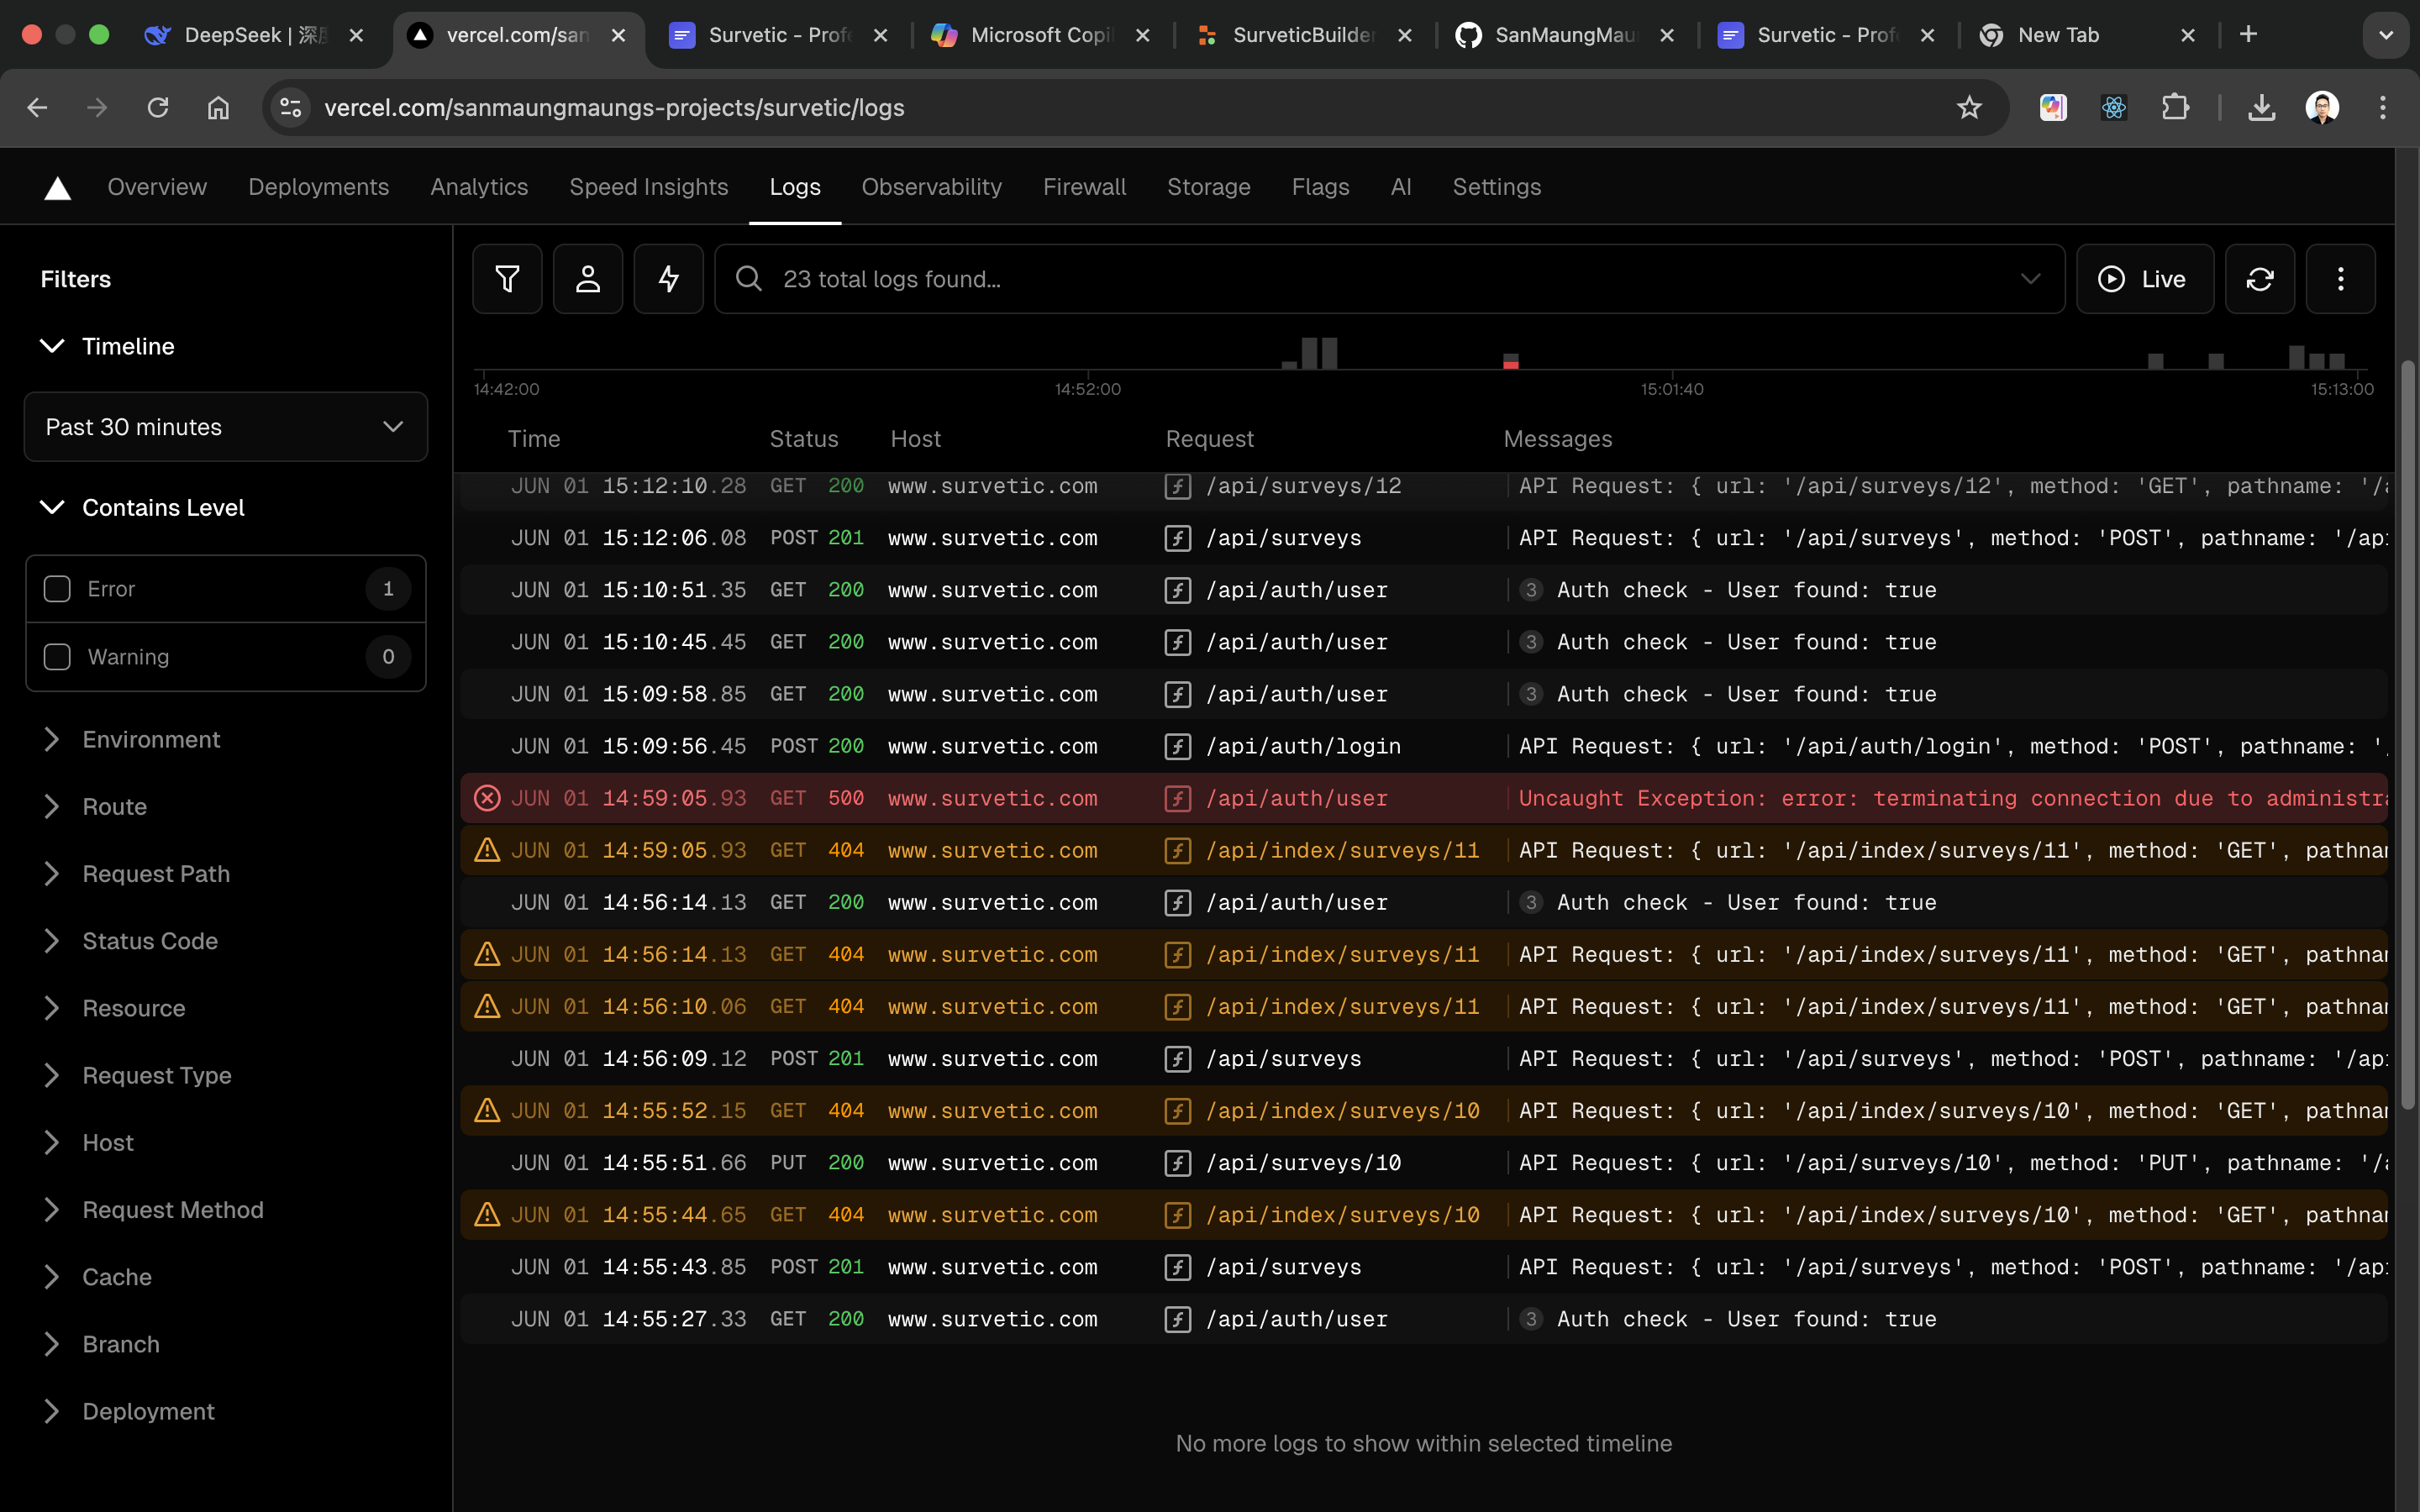 DeepSeek | 深
vercel.com/san
Survetic - Prof
Microsoft Copil
SurveticBuilder
SanMaungMau
Survetic - Prof
New Tab
vercel.com/sanmaungmaungs-projects/survetic/logs
Overview Deployments Analytics Speed Insights Logs Observability Firewall Storage Flags AI Settings
Filters
Timeline
Past 30 minutes
Contains Level
Error 1
Warning 0
Environment
Route
Request Path
Status Code
Resource
Request Type
Host
Request Method
Cache
Branch
Deployment
23 total logs found...
Live
14:42:00 14:52:00 15:01:40 15:13:00
Time Status Host Request Messages
JUN 01 15:12:10.28 GET 200 www.survetic.com /api/surveys/12 API Request: { url: '/api/surveys/12', method: 'GET', pathname: '/a
JUN 01 15:12:06.08 POST 201 www.survetic.com /api/surveys API Request: { url: '/api/surveys', method: 'POST', pathname: '/api
JUN 01 15:10:51.35 GET 200 www.survetic.com /api/auth/user 3 Auth check - User found: true
JUN 01 15:10:45.45 GET 200 www.survetic.com /api/auth/user 3 Auth check - User found: true
JUN 01 15:09:58.85 GET 200 www.survetic.com /api/auth/user 3 Auth check - User found: true
JUN 01 15:09:56.45 POST 200 www.survetic.com /api/auth/login API Request: { url: '/api/auth/login', method: 'POST', pathname: '/
JUN 01 14:59:05.93 GET 500 www.survetic.com /api/auth/user Uncaught Exception: error: terminating connection due to administra
JUN 01 14:59:05.93 GET 404 www.survetic.com /api/index/surveys/11 API Request: { url: '/api/index/surveys/11', method: 'GET', pathnam
JUN 01 14:56:14.13 GET 200 www.survetic.com /api/auth/user 3 Auth check - User found: true
JUN 01 14:56:14.13 GET 404 www.survetic.com /api/index/surveys/11 API Request: { url: '/api/index/surveys/11', method: 'GET', pathnam
JUN 01 14:56:10.06 GET 404 www.survetic.com /api/index/surveys/11 API Request: { url: '/api/index/surveys/11', method: 'GET', pathnam
JUN 01 14:56:09.12 POST 201 www.survetic.com /api/surveys API Request: { url: '/api/surveys', method: 'POST', pathname: '/api
JUN 01 14:55:52.15 GET 404 www.survetic.com /api/index/surveys/10 API Request: { url: '/api/index/surveys/10', method: 'GET', pathnam
JUN 01 14:55:51.66 PUT 200 www.survetic.com /api/surveys/10 API Request: { url: '/api/surveys/10', method: 'PUT', pathname: '/a
JUN 01 14:55:44.65 GET 404 www.survetic.com /api/index/surveys/10 API Request: { url: '/api/index/surveys/10', method: 'GET', pathnam
JUN 01 14:55:43.85 POST 201 www.survetic.com /api/surveys API Request: { url: '/api/surveys', method: 'POST', pathname: '/api
JUN 01 14:55:27.33 GET 200 www.survetic.com /api/auth/user 3 Auth check - User found: true
No more logs to show within selected timeline